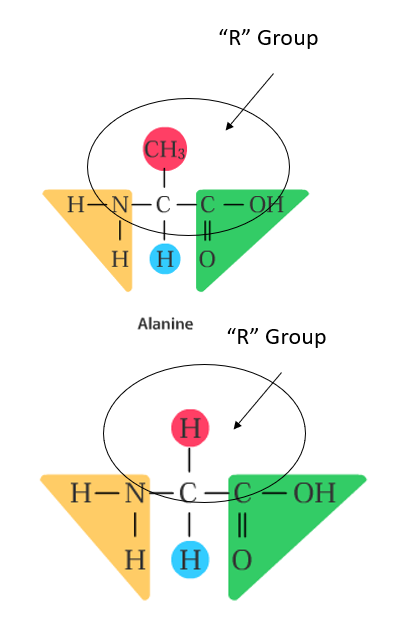 “R” Group
CH₃
H—N—C—C—OH
H H O
Alanine
“R” Group
H
H—N—C—C—OH
H H O